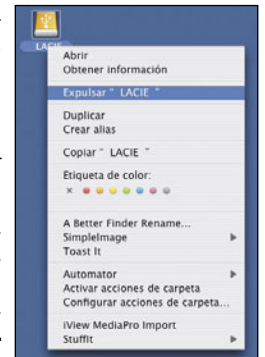 LACIE
Abrir
Obtener información
Expulsar " LACIE "
Duplicar
Crear alias
Copiar " LACIE "
Etiqueta de color:
×
A Better Finder Rename...
SimpleImage
Toast It
Automator
Activar acciones de carpeta
Configurar acciones de carpeta...
iView MediaPro Import
StuffIt